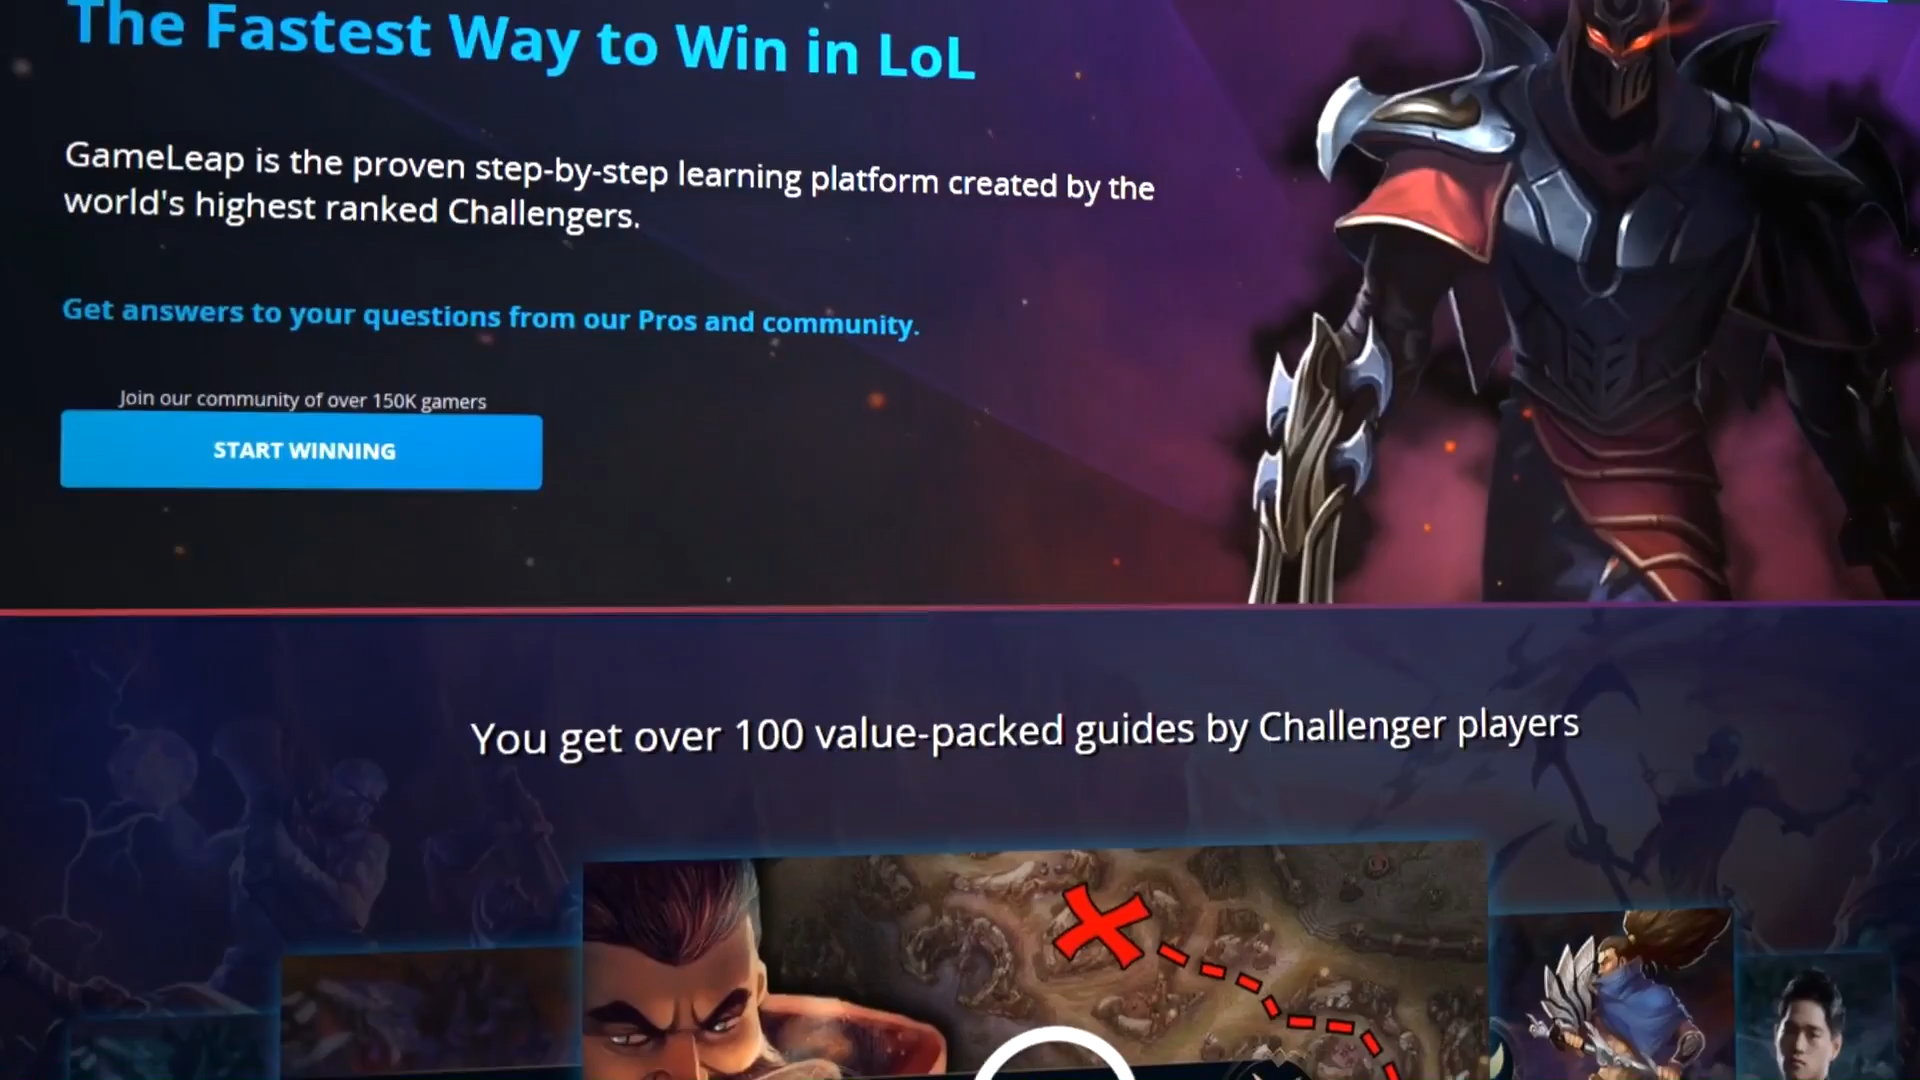 The Fastest Way to Win in LoL
GameLeap is the proven step-by-step learning platform created by the
world's highest ranked Challengers.
Get answers to your questions from our Pros and community.
Join our community of over 150K gamers
START WINNING
You get over 100 value-packed guides by Challenger players